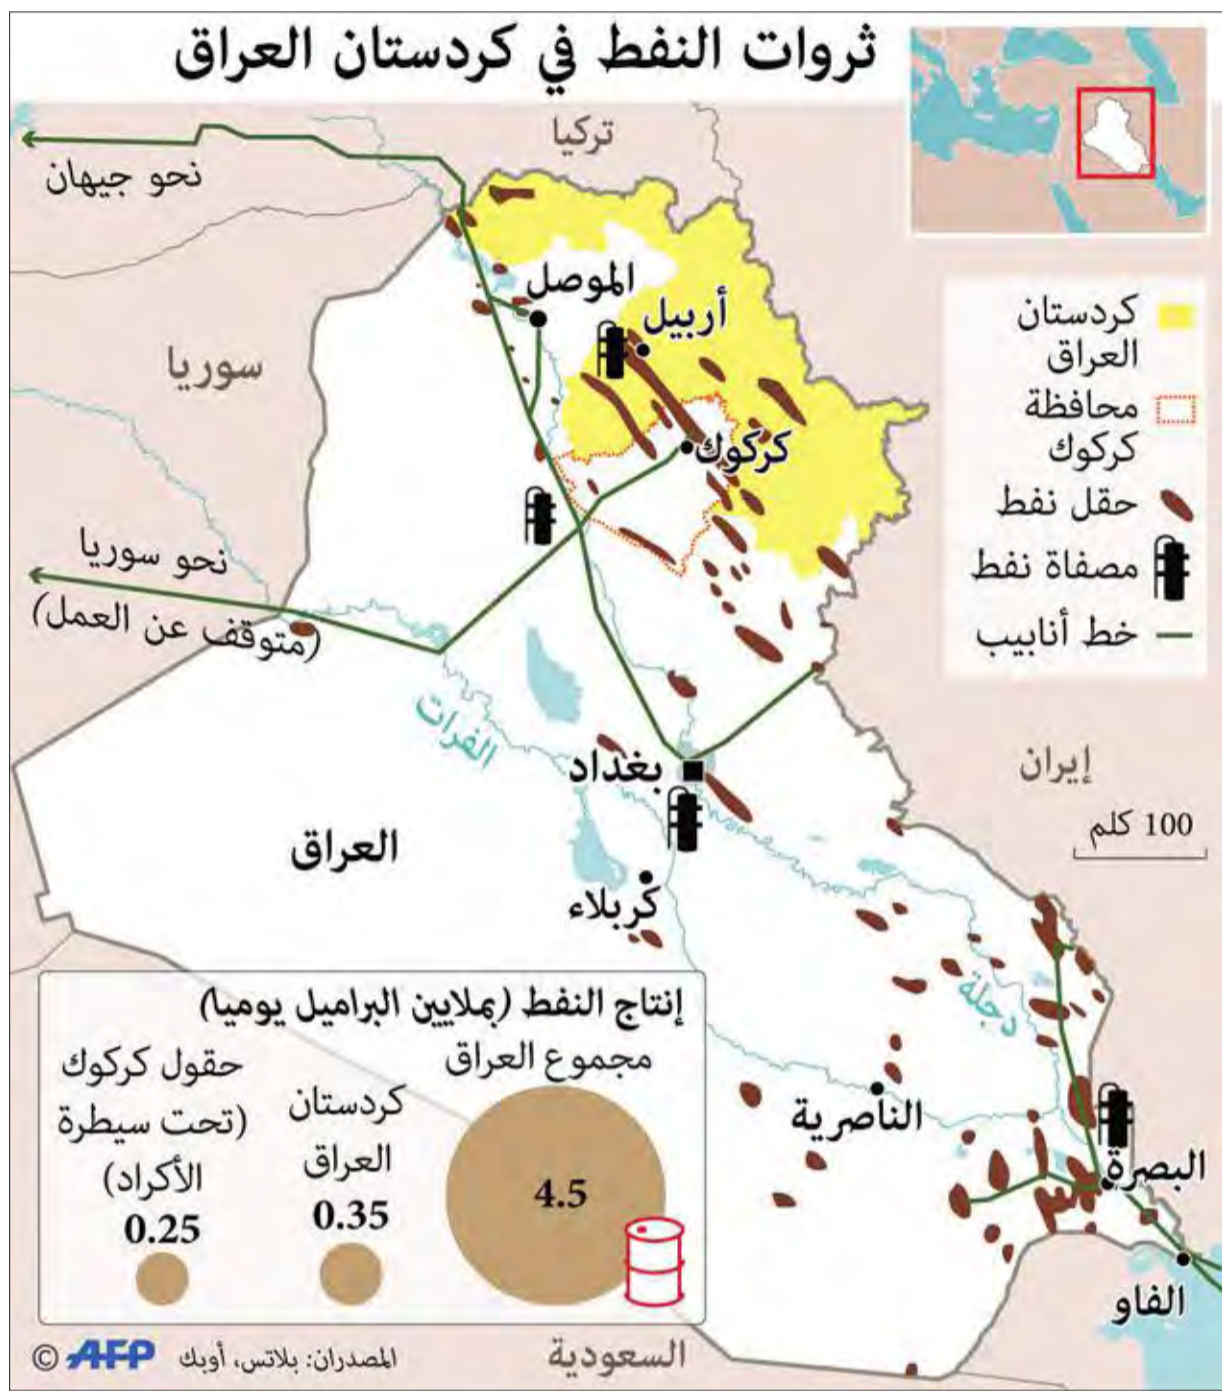 ثروات النفط في كردستان العراق
تركيا
نحو جيهان
الموصل
أربيل
كردستان
العراق
سوريا
محافظة
كركوك
كركوك
حقل نفط
نحو سوريا
(متوقف عن العمل)
مصفاة نفط
خط أنابيب
الفرات
بغداد
إيران
100 كلم
العراق
كربلاء
دجلة
إنتاج النفط (بملايين البراميل يوميا)
مجموع العراق
4.5
كردستان
العراق
0.35
حقول كركوك
(تحت سيطرة
الأكراد)
0.25
الناصرية
البصرة
الفاو
السعودية
المصدران: بلاتس، أوبك
AFP ©